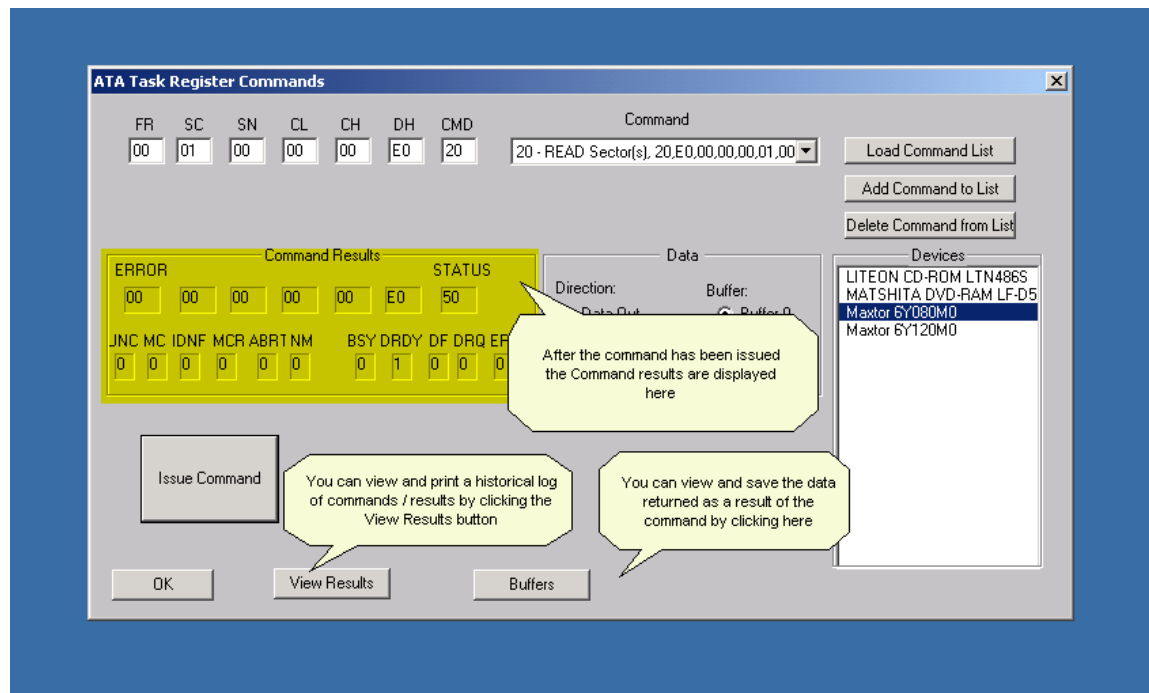 ATA Task Register Commands
FR SC SN CL CH DH CMD
00 01 00 00 00 E0 20
Command
20 - READ Sector(s), 20,E0,00,00,00,01,00
Load Command List
Add Command to List
Delete Command from List
Command Results
ERROR STATUS
00 00 00 00 00 E0 50
UNC MC IDNF MCR ABRT NM BSY DRDY DF DRQ
0 0 0 0 0 0 0 1 0 0 0
Data
Direction: Buffer:
Data Out Buffer 0
After the command has been issued
the Command results are displayed
here
Devices
LITEON CD-ROM LTN486S
MATSHITA DVD-RAM LF-D5
Maxtor 6Y080M0
Maxtor 6Y120M0
Issue Command
You can view and print a historical log
of commands / results by clicking the
View Results button
You can view and save the data
returned as a result of the
command by clicking here
OK
View Results
Buffers